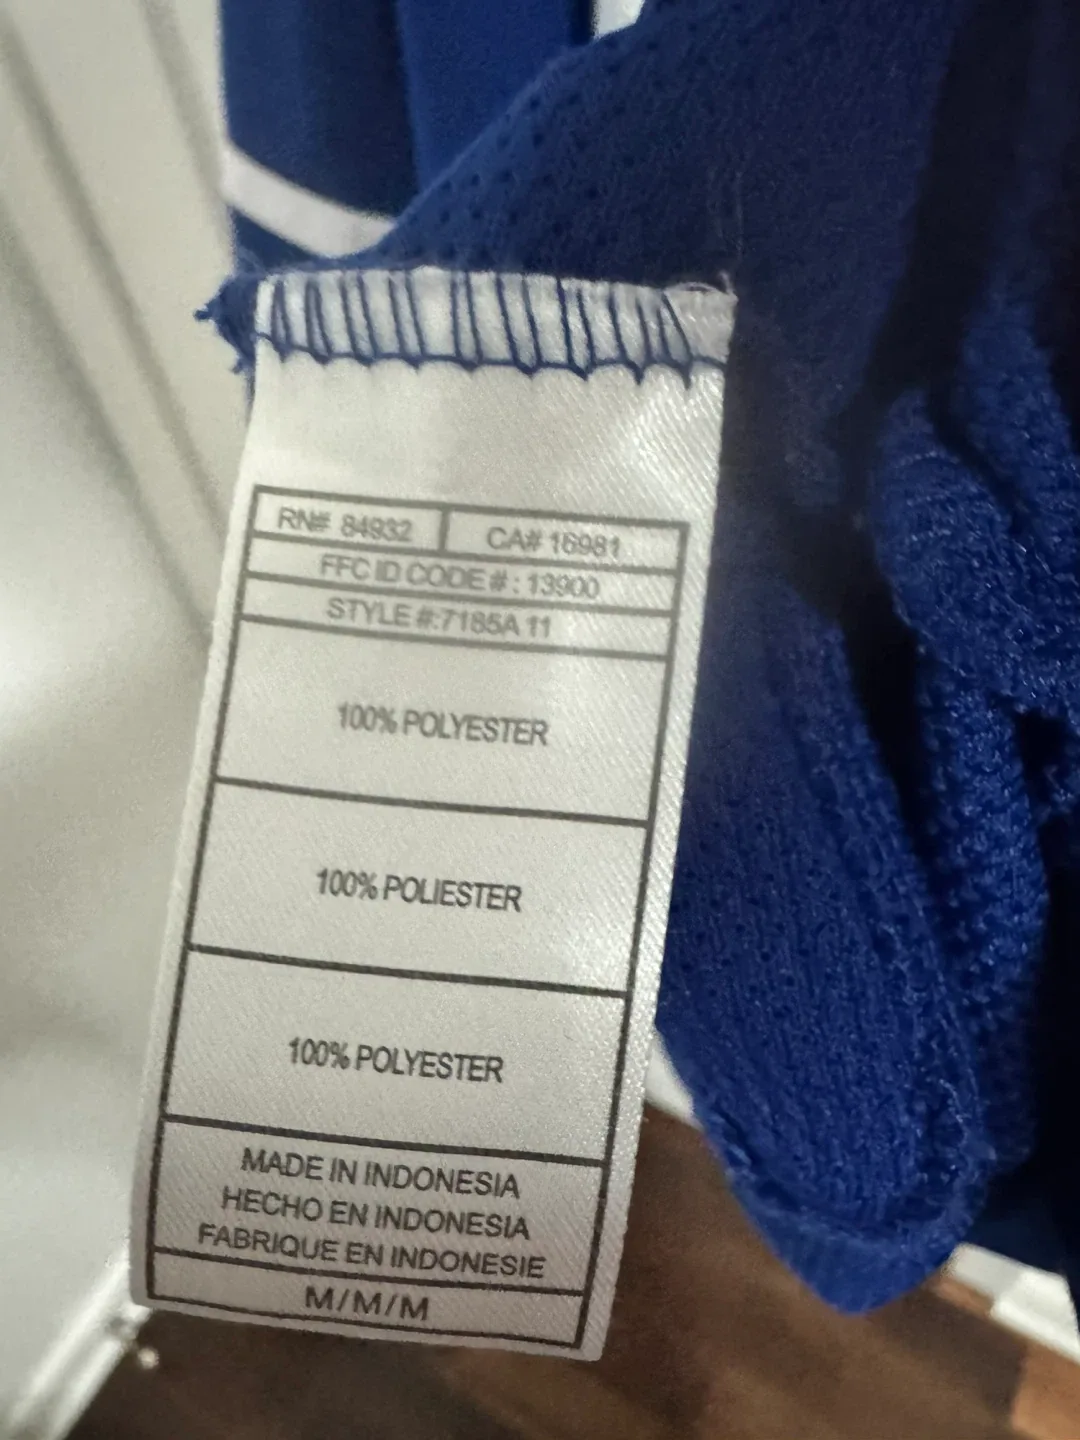 RN# 84932 CA# 16981
FFC ID CODE # : 13900
STYLE #:7185A 11
100% POLYESTER
100% POLIESTER
100% POLYESTER
MADE IN INDONESIA
HECHO EN INDONESIA
FABRIQUE EN INDONESIE
M/M/M